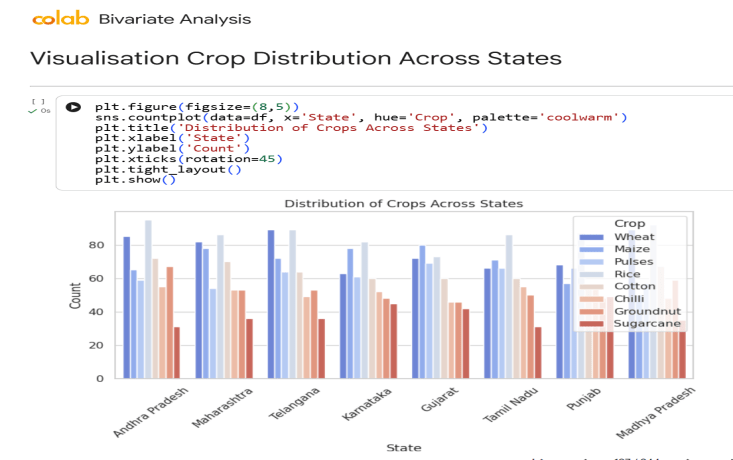 colab Bivariate Analysis
Visualisation Crop Distribution Across States
[ ]
0s
plt.figure(figsize=(8,5))
sns.countplot(data=df, x='State', hue='Crop', palette='coolwarm')
plt.title('Distribution of Crops Across States')
plt.xlabel('State')
plt.ylabel('Count')
plt.xticks(rotation=45)
plt.tight_layout()
plt.show()
Distribution of Crops Across States
Crop
Wheat
Maize
Pulses
Rice
Cotton
Chilli
Groundnut
Sugarcane
80
60
40
20
0
Count
Andhra Pradesh
Maharashtra
Telangana
Karnataka
Gujarat
Tamil Nadu
Punjab
Madhya Pradesh
State